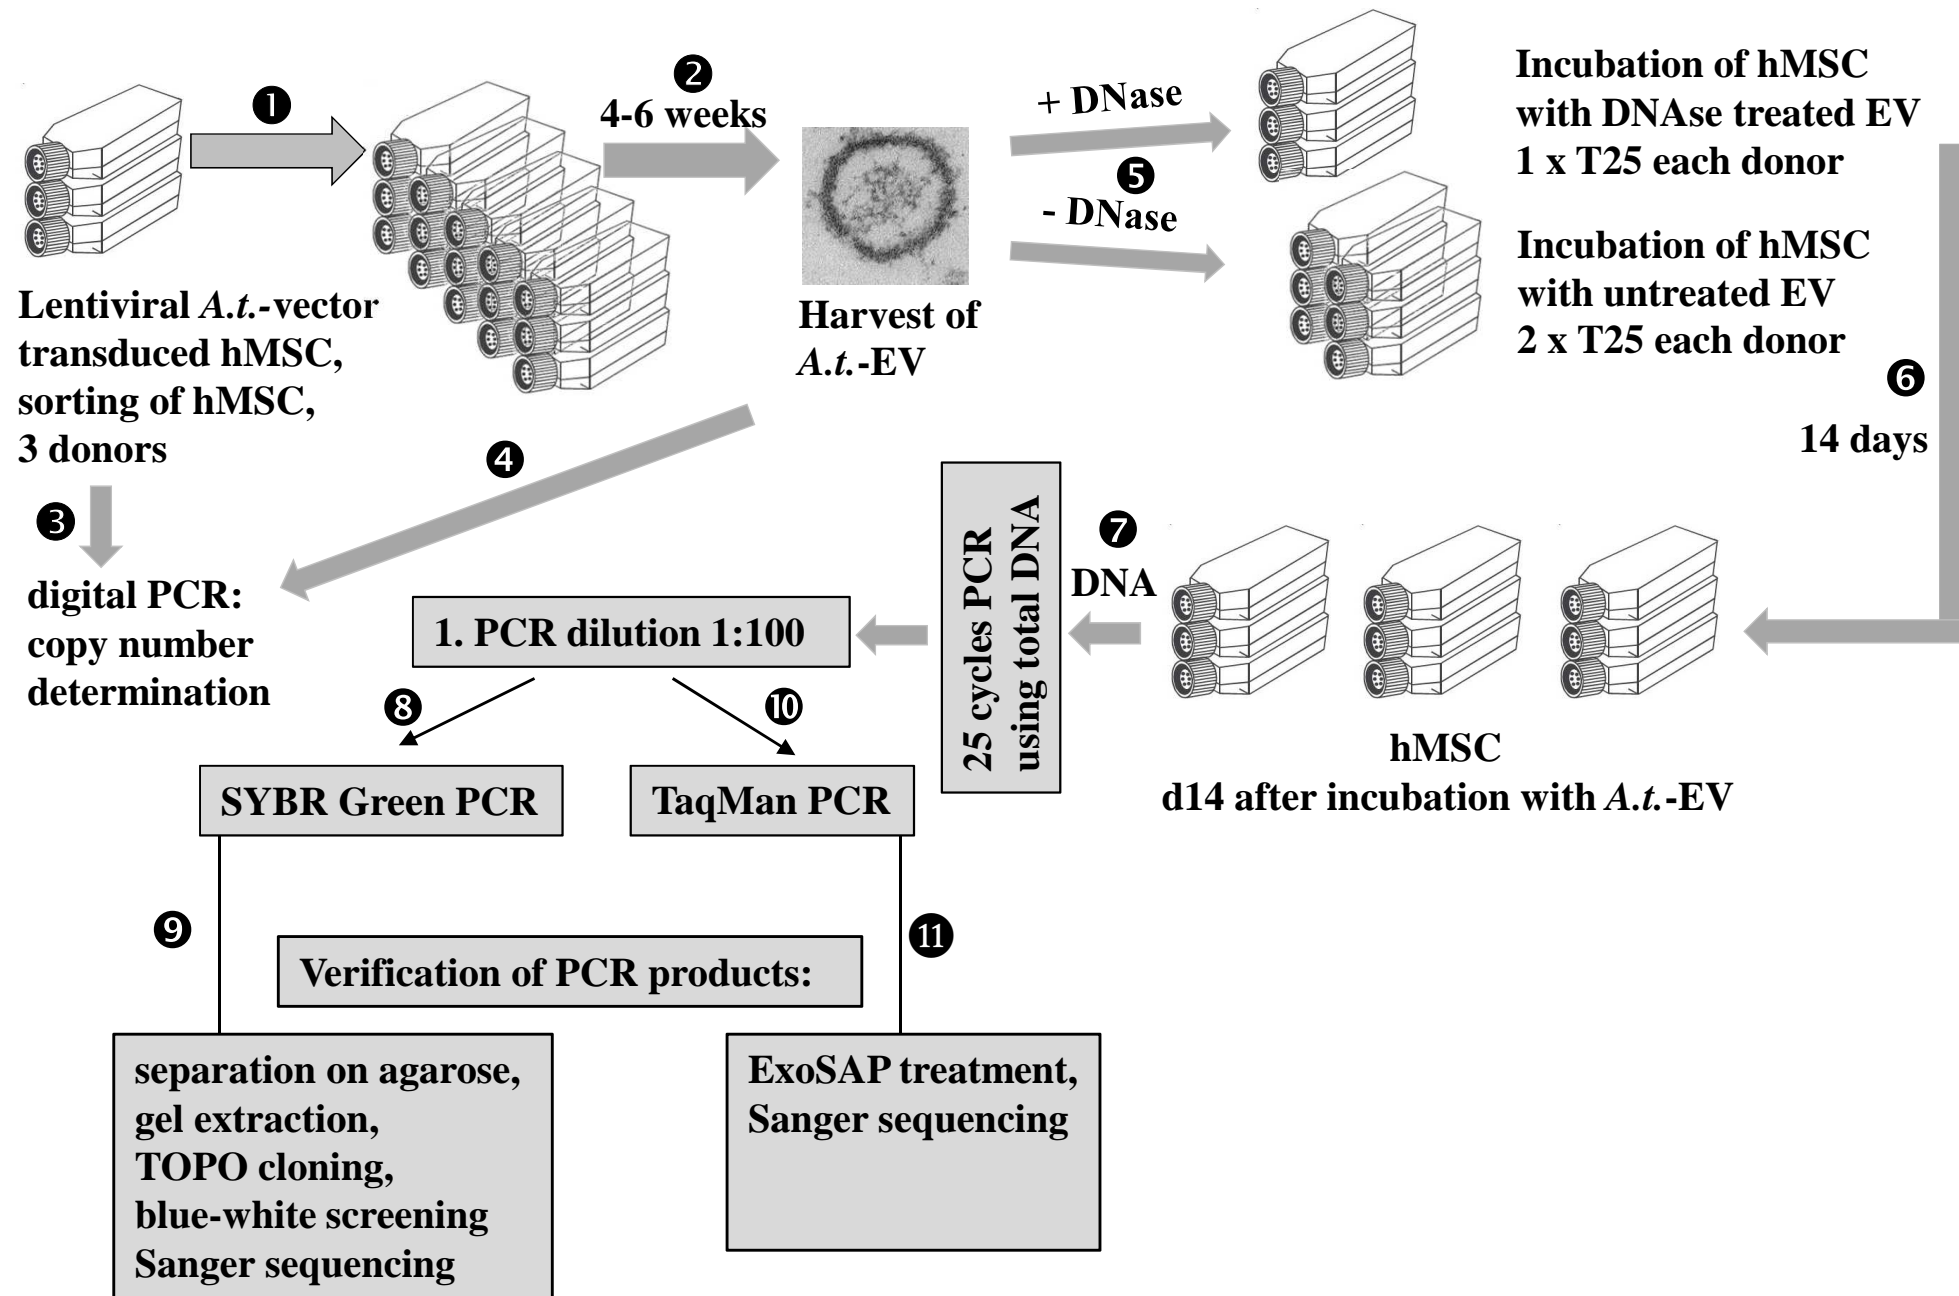 ❶
❷
4-6 weeks
+ DNase
❺
- DNase
Incubation of hMSC
with DNAse treated EV
1 x T25 each donor
Incubation of hMSC
with untreated EV
2 x T25 each donor
Lentiviral A.t.-vector
transduced hMSC,
sorting of hMSC,
3 donors
Harvest of
A.t.-EV
❻
14 days
❸
❹
digital PCR:
copy number
determination
❼
DNA
25 cycles PCR
using total DNA
hMSC
d14 after incubation with A.t.-EV
1. PCR dilution 1:100
❽
❿
SYBR Green PCR
TaqMan PCR
❾
⓫
Verification of PCR products:
separation on agarose,
gel extraction,
TOPO cloning,
blue-white screening
Sanger sequencing
ExoSAP treatment,
Sanger sequencing